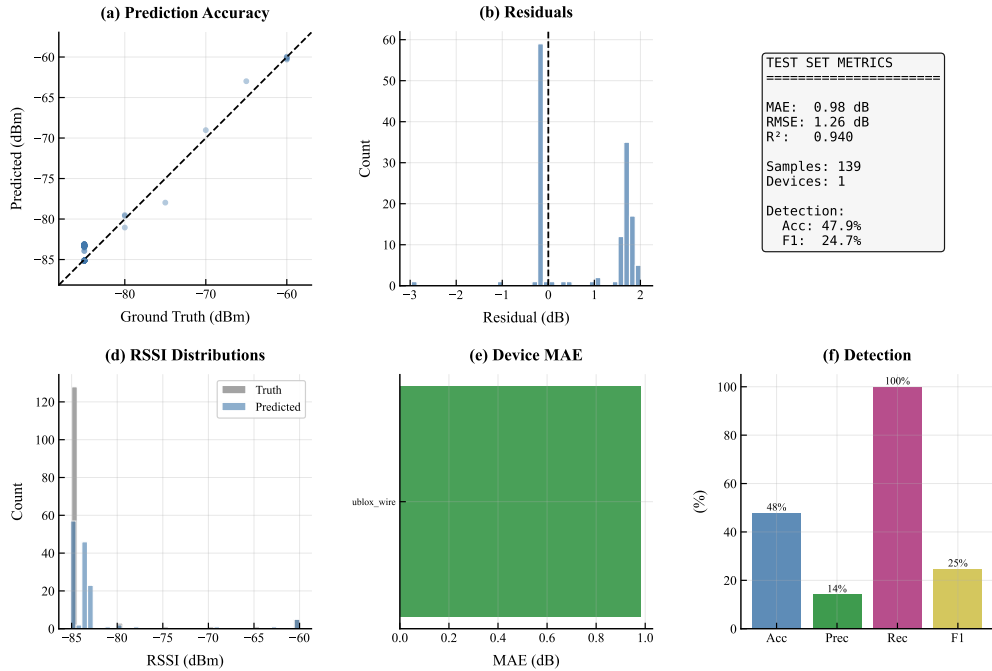 (a) Prediction Accuracy
Predicted (dBm)
−60
−65
−70
−75
−80
−85
−80
−70
−60
Ground Truth (dBm)
(b) Residuals
Count
60
50
40
30
20
10
0
−3
−2
−1
0
1
2
Residual (dB)
TEST SET METRICS
======================
MAE:  0.98 dB
RMSE: 1.26 dB
R²:   0.940
Samples: 139
Devices: 1
Detection:
Acc: 47.9%
F1:  24.7%
(d) RSSI Distributions
Truth
Predicted
Count
120
100
80
60
40
20
0
−85
−80
−75
−70
−65
−60
RSSI (dBm)
(e) Device MAE
ublox_wire
0.0
0.2
0.4
0.6
0.8
1.0
MAE (dB)
(f) Detection
(%)
100
80
60
40
20
0
48%
14%
100%
25%
Acc
Prec
Rec
F1